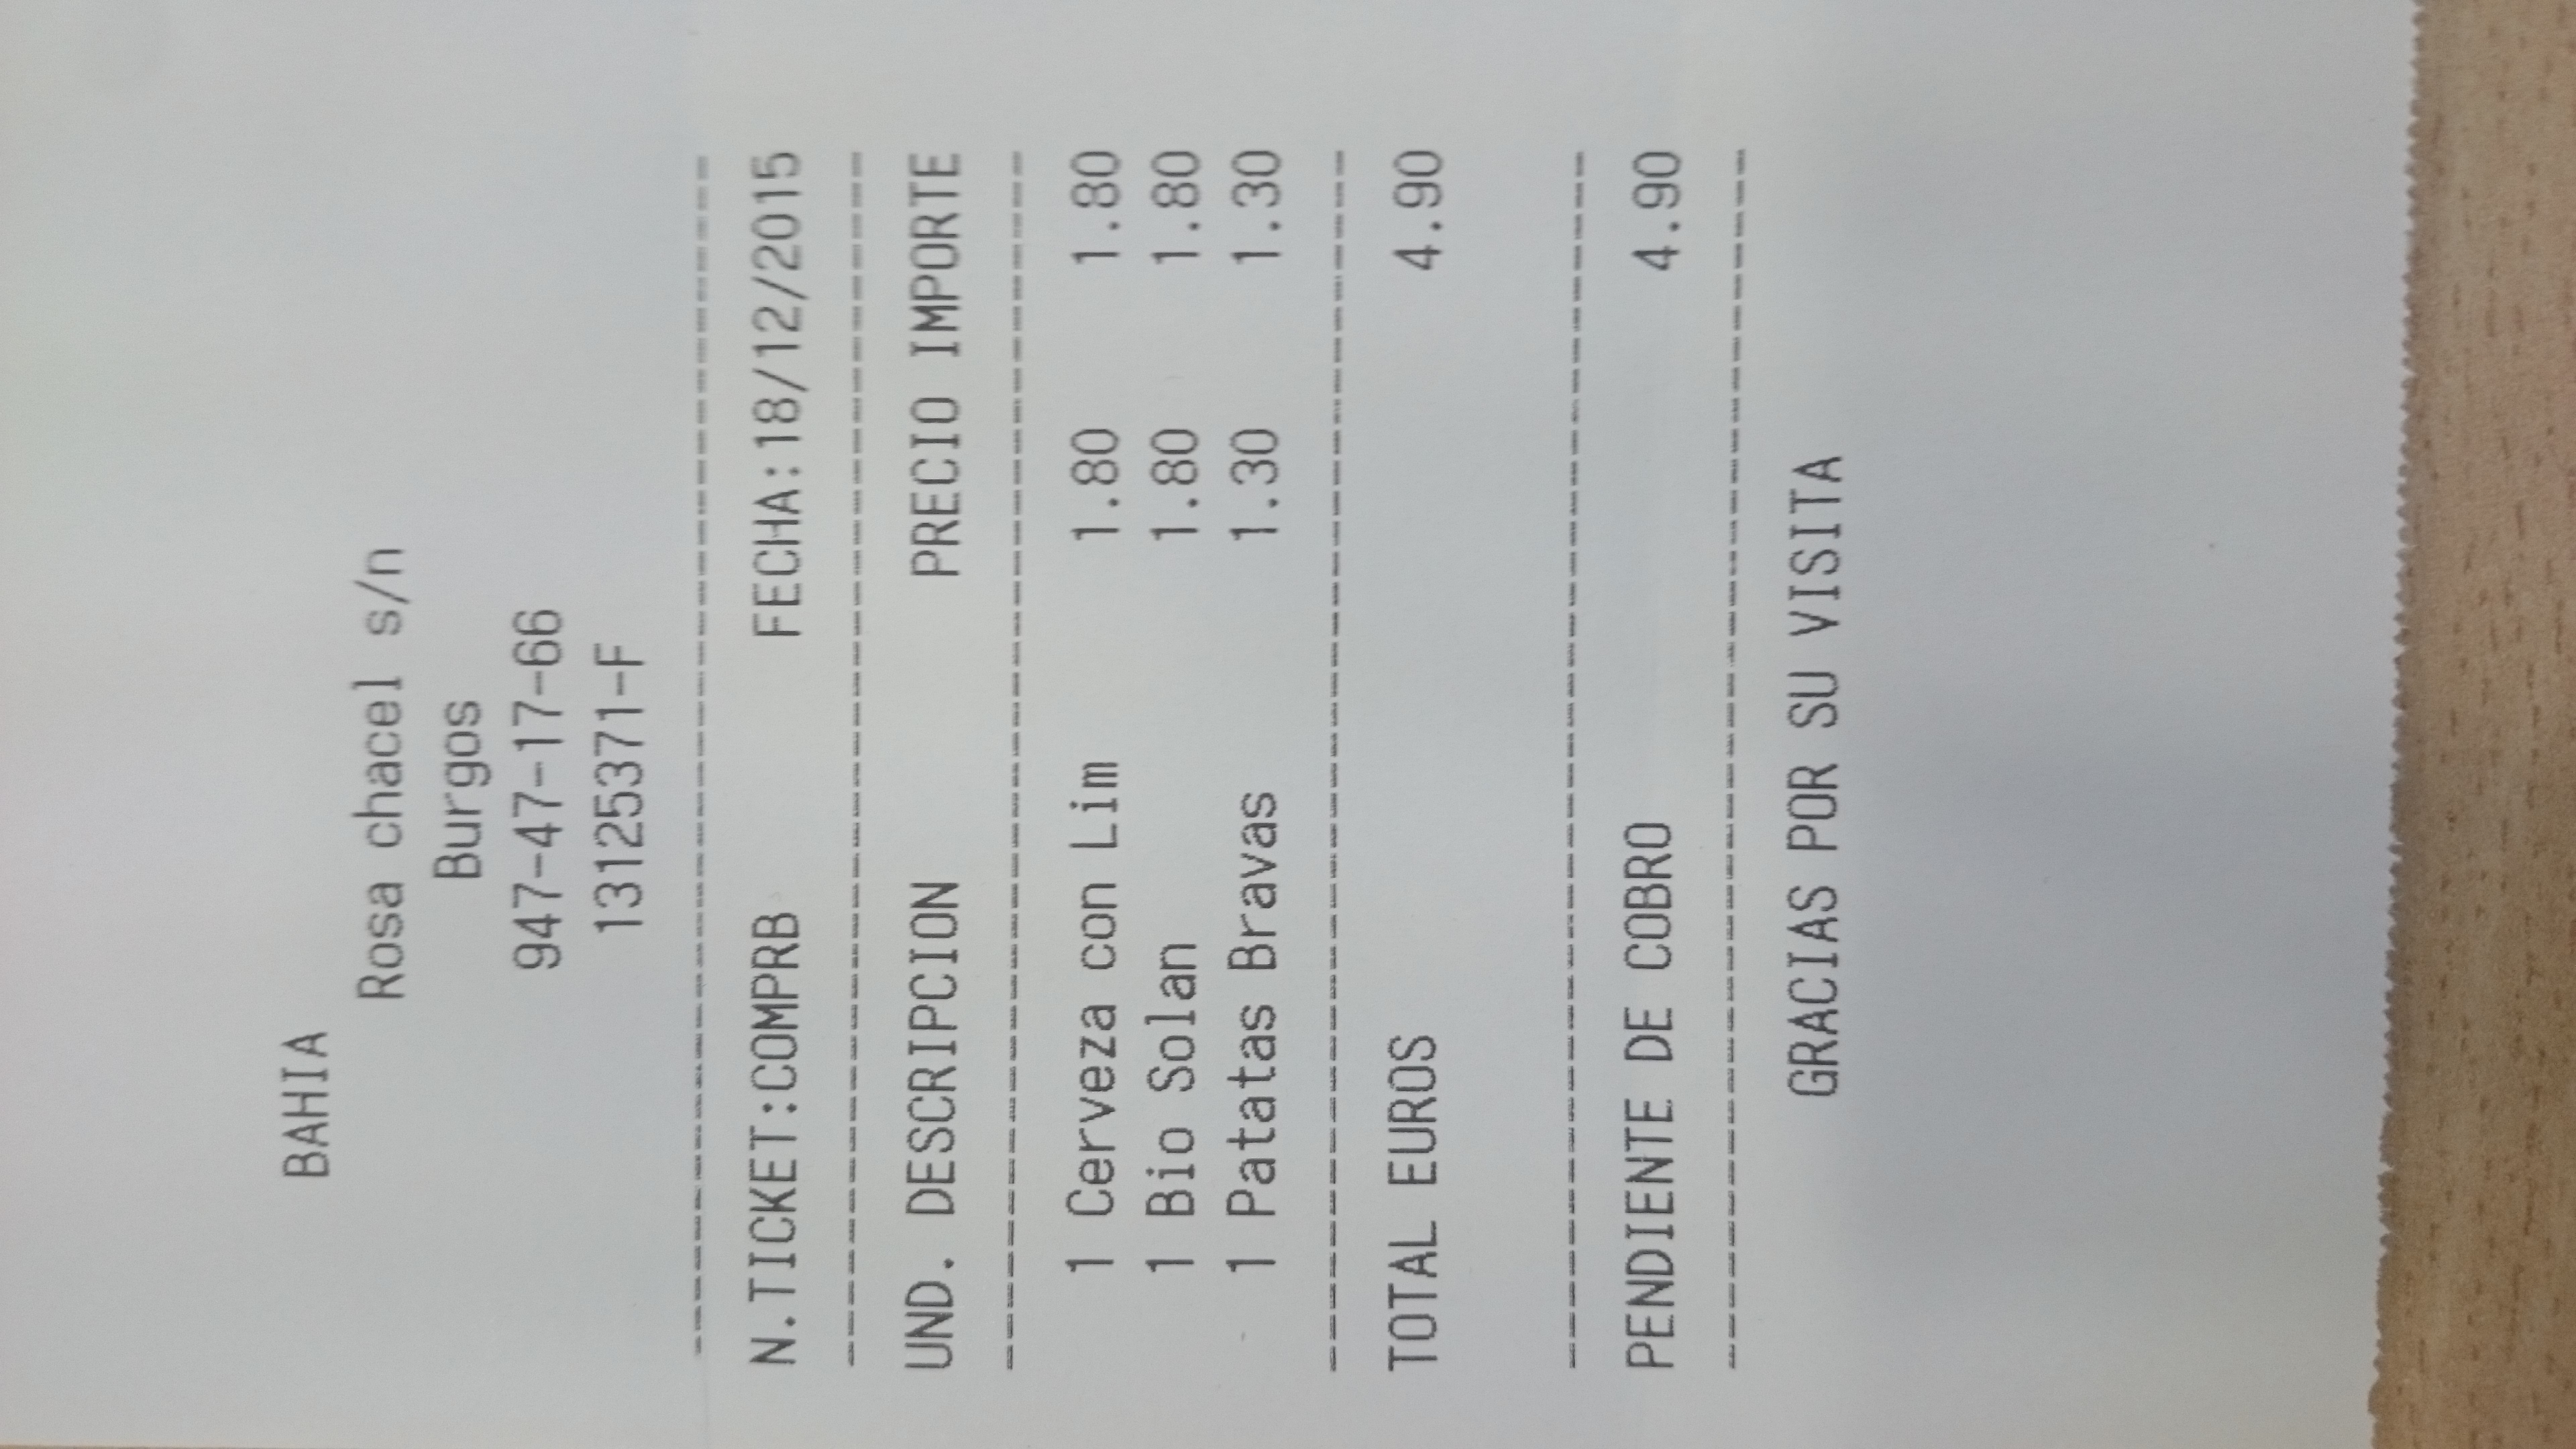 BAHIA
Rosa chacel s/n
Burgos
947-47-17-66
13125371-F
N.TICKET:COMPRB FECHA:18/12/2015
UND. DESCRIPCION PRECIO IMPORTE
1 Cerveza con Lim 1.80 1.80
1 Bio Solan 1.80 1.80
1 Patatas Bravas 1.30 1.30
TOTAL EUROS 4.90
PENDIENTE DE COBRO 4.90
GRACIAS POR SU VISITA